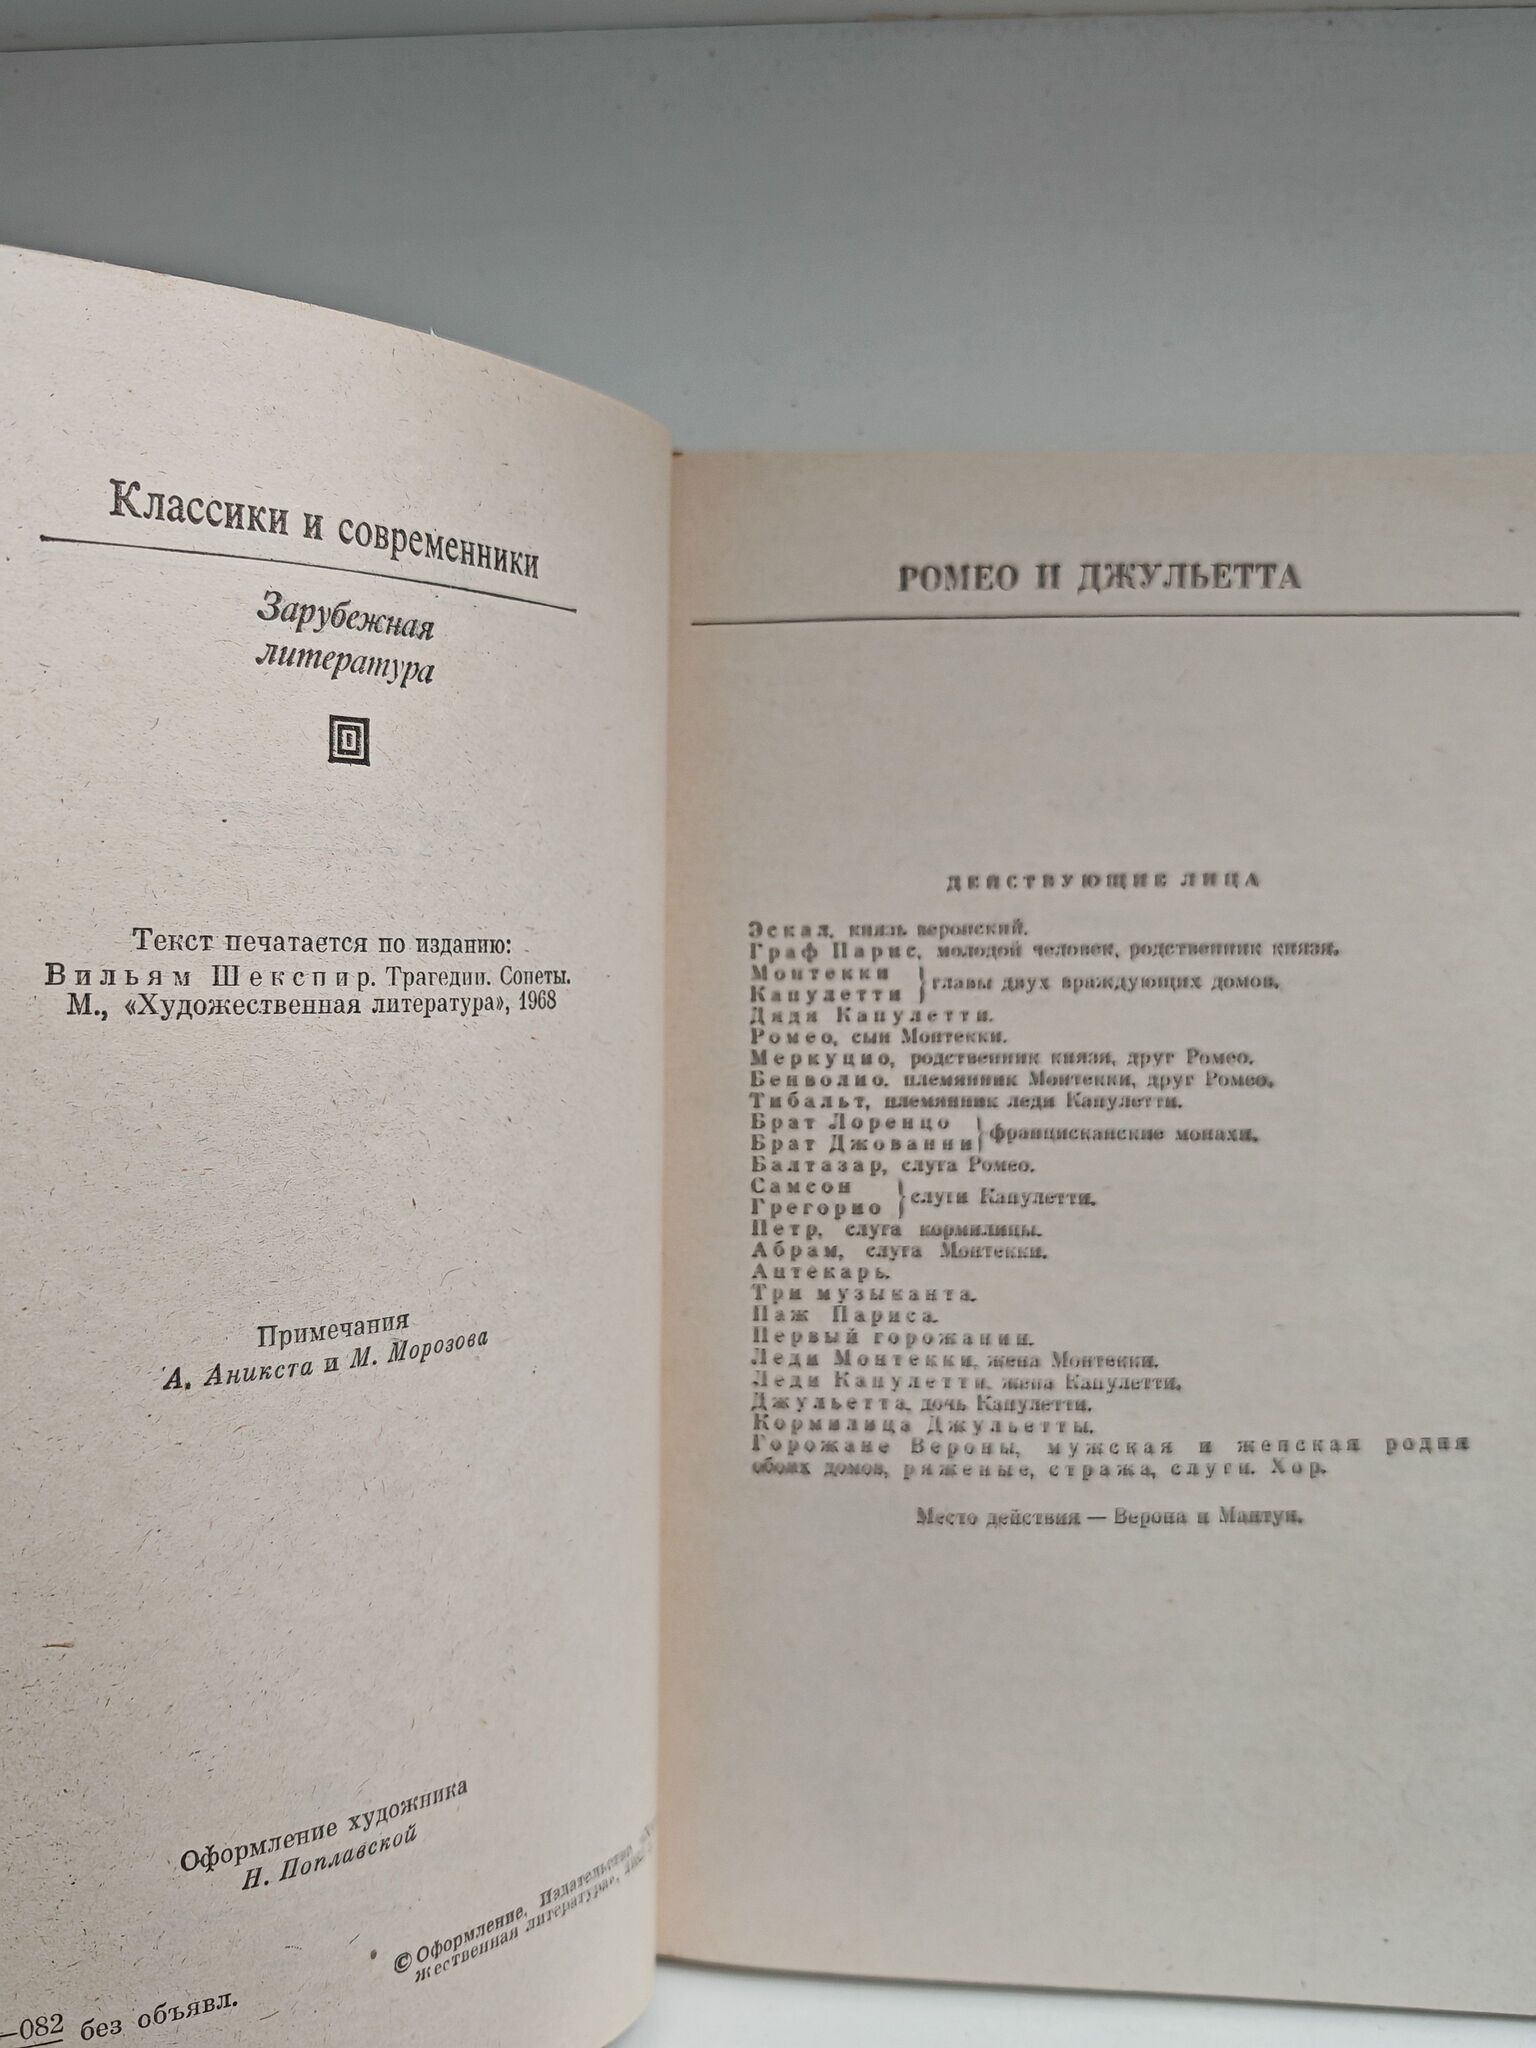 Классики и современники
Зарубежная
литература
Текст печатается по изданию:
Вильям Шекспир. Трагедии. Сонеты.
М., «Художественная литература», 1968
Примечания
А. Аникста и М. Морозова
Оформление художника
Н. Поплавской
© Оформление. Издательство
жественная литература»,
—082 без объявл.
РОМЕО И ДЖУЛЬЕТТА
ДЕЙСТВУЮЩИЕ ЛИЦА
Эскал, князь веронский.
Граф Парис, молодой человек, родственник князя.
Монтекки
Капулетти } главы двух враждующих домов.
Дядя Капулетти.
Ромео, сын Монтекки.
Меркуцио, родственник князя, друг Ромео.
Бенволио, племянник Монтекки, друг Ромео.
Тибальт, племянник леди Капулетти.
Брат Лоренцо
Брат Джованни } францисканские монахи.
Балтазар, слуга Ромео.
Самсон
Грегорио } слуги Капулетти.
Петр, слуга кормилицы.
Абрам, слуга Монтекки.
Аптекарь.
Три музыканта.
Паж Париса.
Первый горожанин.
Леди Монтекки, жена Монтекки.
Леди Капулетти, жена Капулетти.
Джульетта, дочь Капулетти.
Кормилица Джульетты.
Горожане Вероны, мужская и женская родня
обоих домов, ряженые, стража, слуги. Хор.
Место действия — Верона и Мантуя.